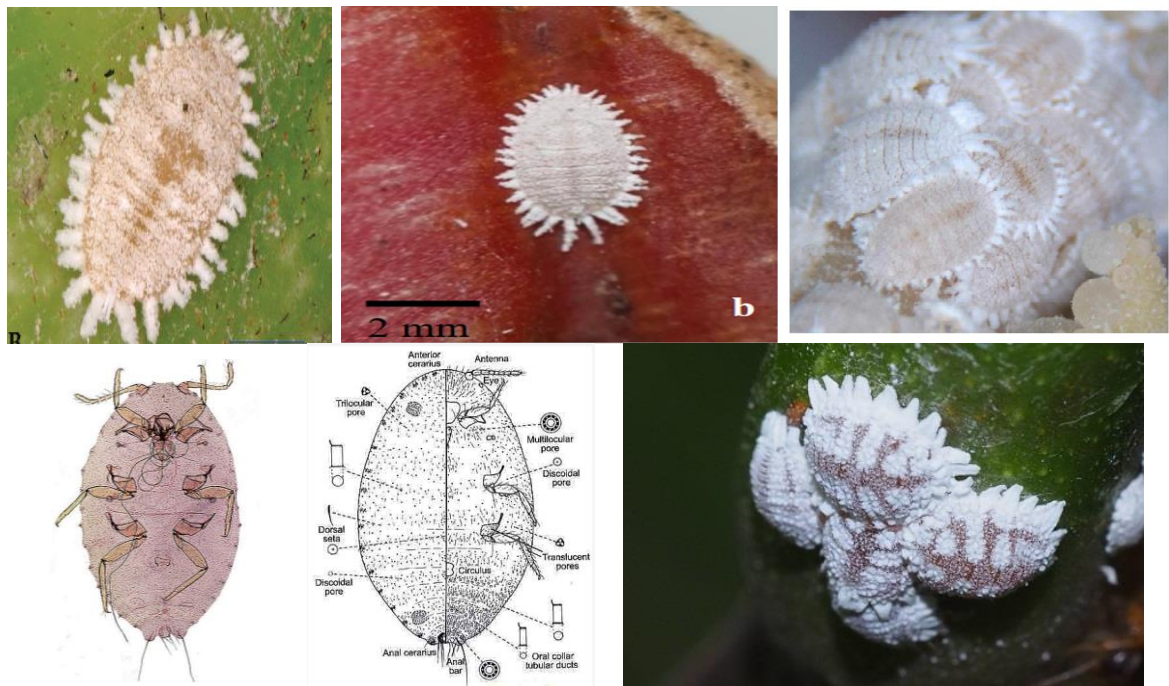 B
2 mm
b
Anterior
cerarius
Antenna
Eye
Trilocular
pore
Multilocular
pore
Discoidal
pore
Dorsal
seta
Translucent
pores
Discoidal
pore
Circulus
Anal cerarius
Anal
bar
Oral collar
tubular ducts